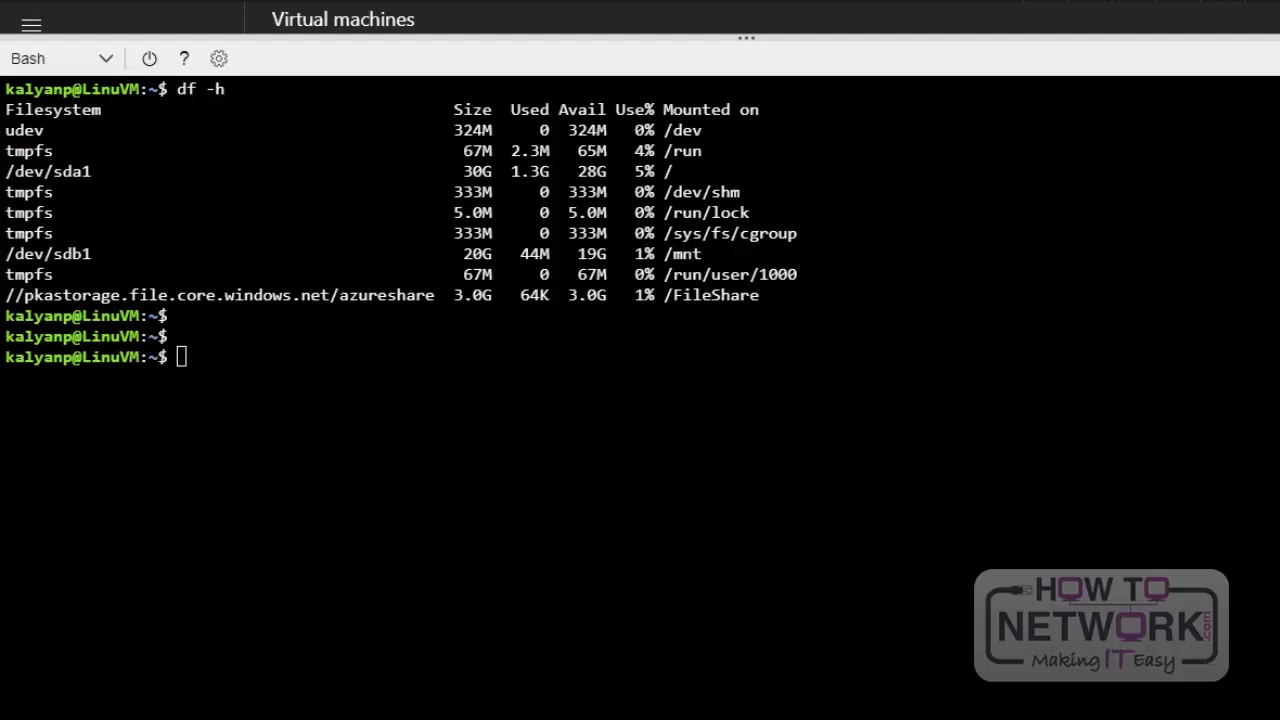 Virtual machines
Bash
?
kalyanp@LinuVM:~$ df -h
Filesystem Size Used Avail Use% Mounted on
udev 324M 0 324M 0% /dev
tmpfs 67M 2.3M 65M 4% /run
/dev/sda1 30G 1.3G 28G 5% /
tmpfs 333M 0 333M 0% /dev/shm
tmpfs 5.0M 0 5.0M 0% /run/lock
tmpfs 333M 0 333M 0% /sys/fs/cgroup
/dev/sdb1 20G 44M 19G 1% /mnt
tmpfs 67M 0 67M 0% /run/user/1000
//pkastorage.file.core.windows.net/azureshare 3.0G 64K 3.0G 1% /FileShare
kalyanp@LinuVM:~$
kalyanp@LinuVM:~$
kalyanp@LinuVM:~$
HOW TO
NETWORK.com
Making IT Easy